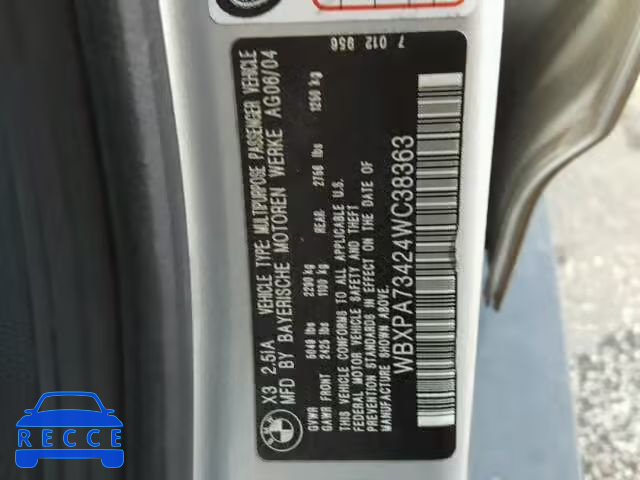 X3 2.5IA VEHICLE TYPE: MULTIPURPOSE PASSENGER VEHICLE
MFD BY BAYERISCHE MOTOREN WERKE AG06/04
GVWR 5049 lbs 2290 kg
GAWR FRONT 2425 lbs 1100 kg REAR: 2756 lbs 1250 kg
THIS VEHICLE CONFORMS TO ALL APPLICABLE U.S.
FEDERAL MOTOR VEHICLE SAFETY AND THEFT
PREVENTION STANDARDS IN EFFECT ON THE DATE
OF MANUFACTURE SHOWN ABOVE.
WBXPA73424WC38363
7 012 956
RECCE